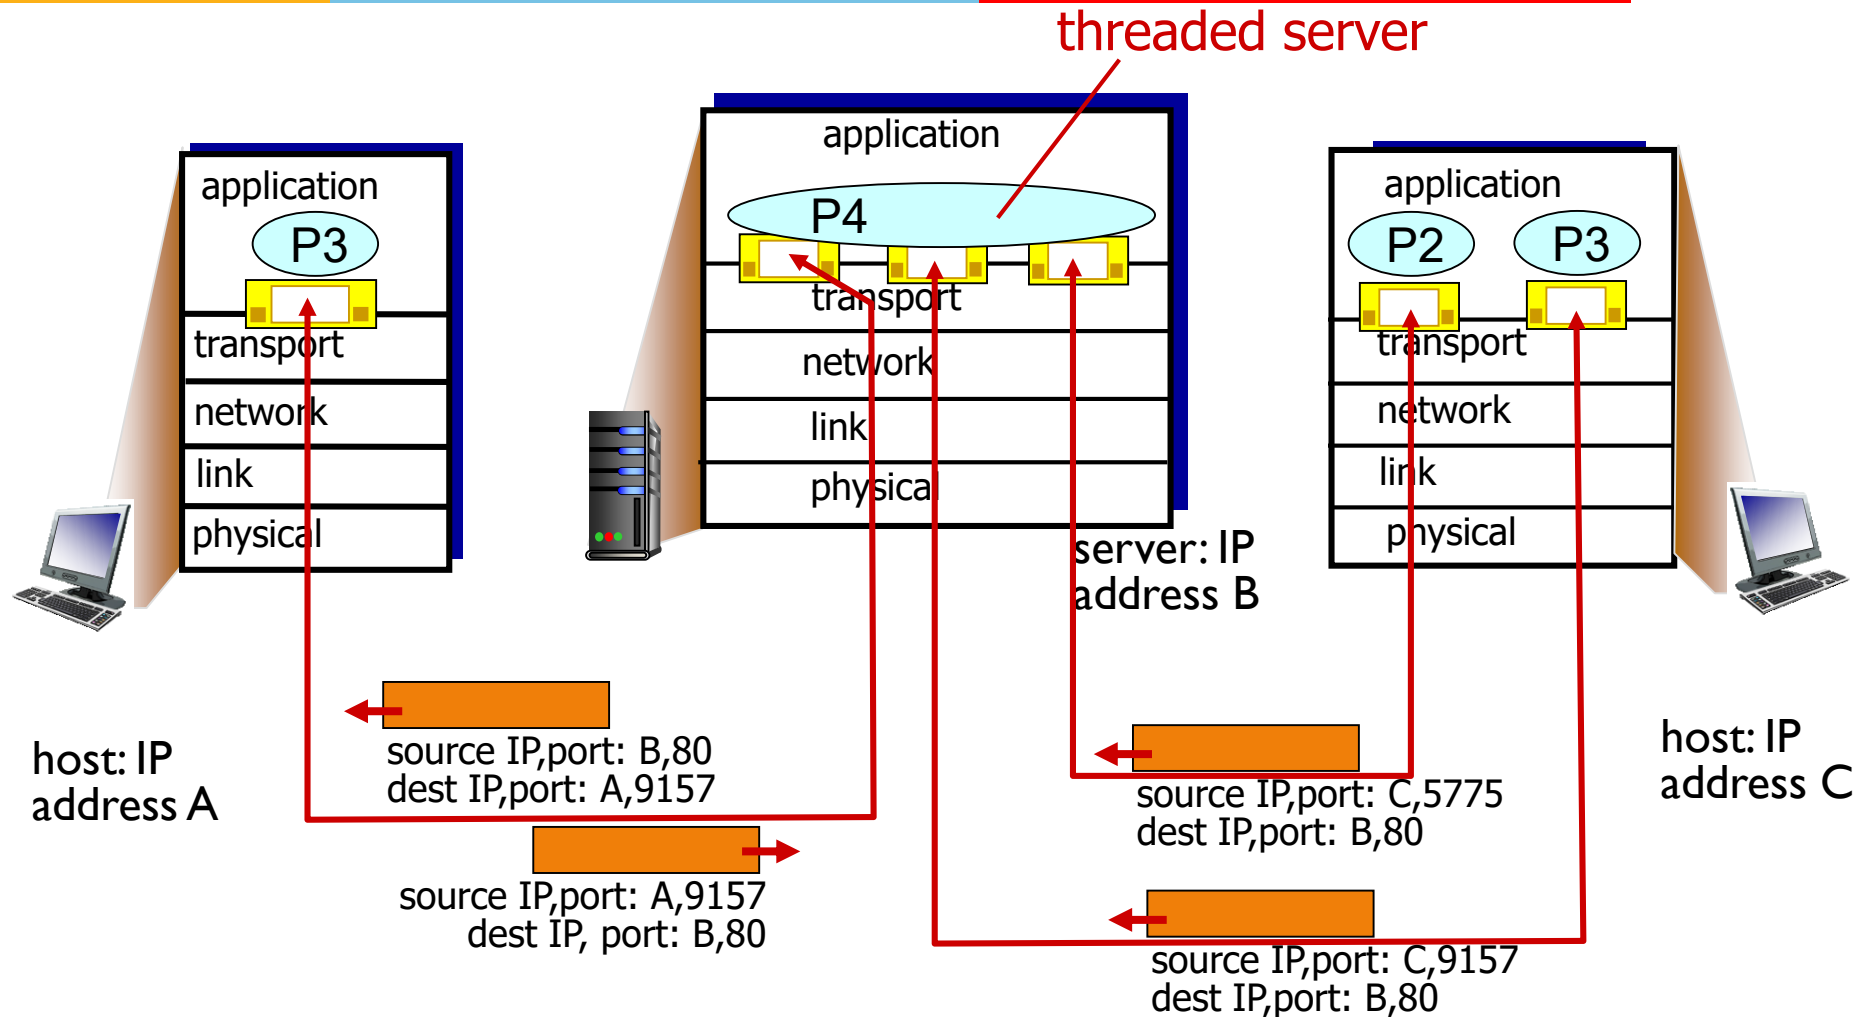 threaded server
application
P3
transport
network
link
physical
application
P4
transport
network
link
physical
server: IP
address B
application
P2
P3
transport
network
link
physical
host: IP
address A
source IP,port: B,80
dest IP,port: A,9157
source IP,port: A,9157
dest IP, port: B,80
source IP,port: C,5775
dest IP,port: B,80
source IP,port: C,9157
dest IP,port: B,80
host: IP
address C